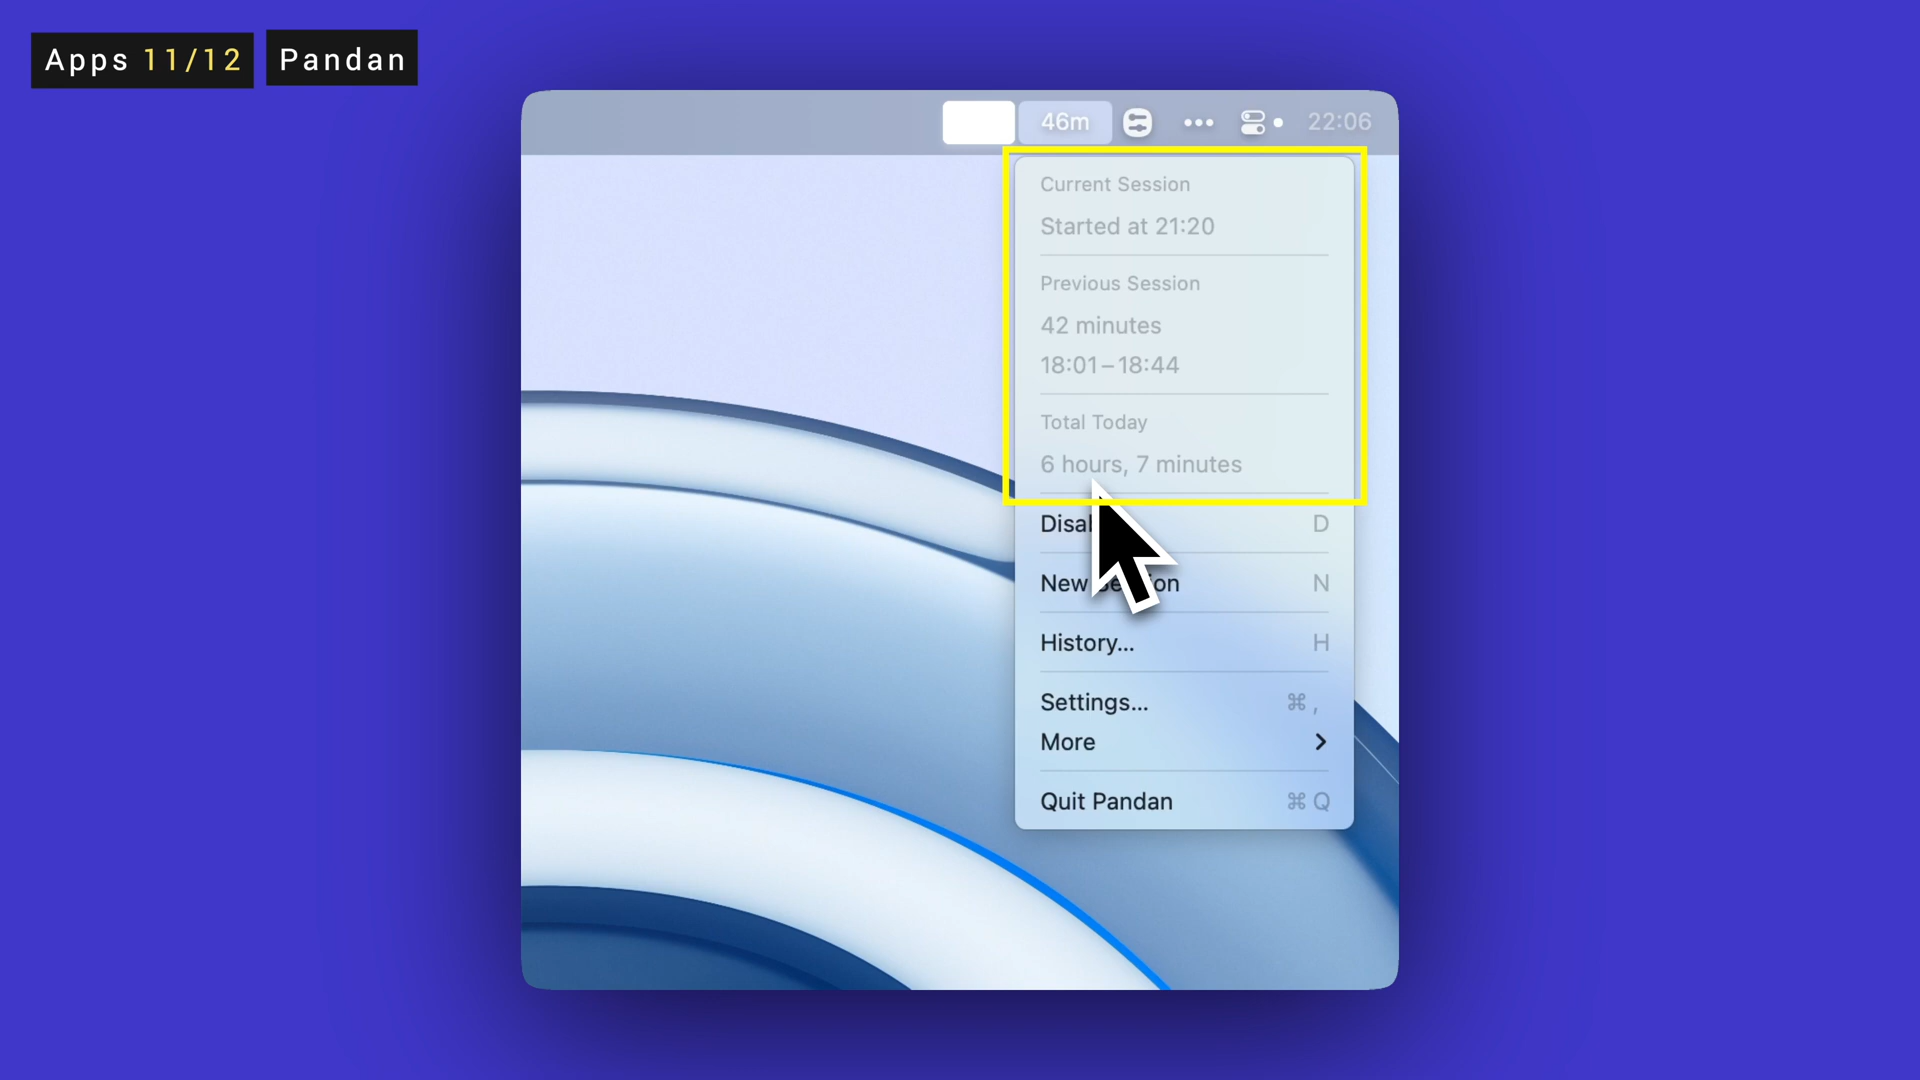 Apps 11/12 Pandan
46m 22:06
Current Session
Started at 21:20
Previous Session
42 minutes
18:01–18:44
Total Today
6 hours, 7 minutes
D
New N
History... H
Settings... ⌘ ,
More
Quit Pandan ⌘ Q